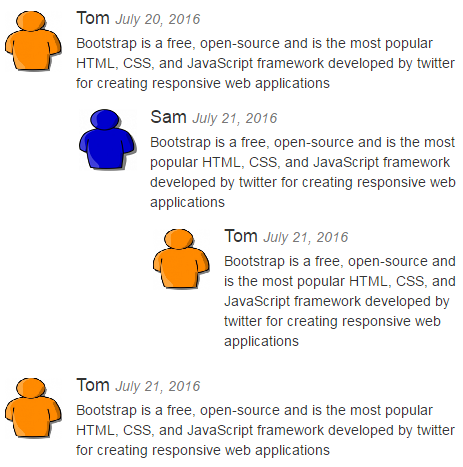 Tom July 20, 2016
Bootstrap is a free, open-source and is the most popular
HTML, CSS, and JavaScript framework developed by twitter
for creating responsive web applications
Sam July 21, 2016
Bootstrap is a free, open-source and is the most
popular HTML, CSS, and JavaScript framework
developed by twitter for creating responsive web
applications
Tom July 21, 2016
Bootstrap is a free, open-source and
is the most popular HTML, CSS, and
JavaScript framework developed by
twitter for creating responsive web
applications
Tom July 21, 2016
Bootstrap is a free, open-source and is the most popular
HTML, CSS, and JavaScript framework developed by twitter
for creating responsive web applications